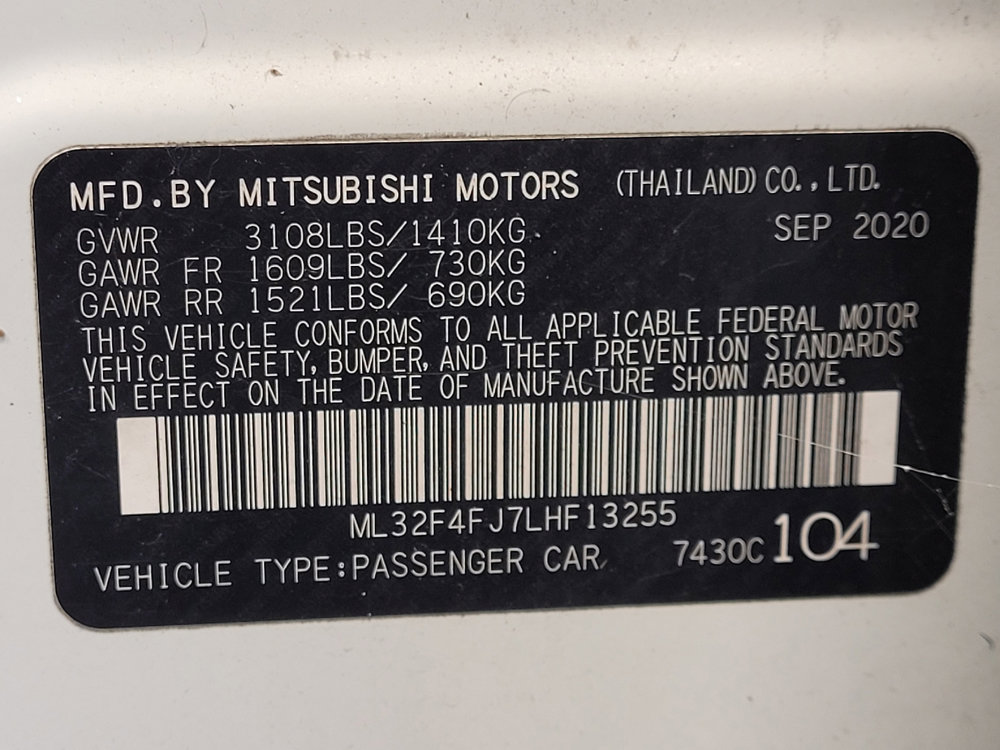 MFD.BY MITSUBISHI MOTORS (THAILAND) CO., LTD.
GVWR 3108LBS/1410KG SEP 2020
GAWR FR 1609LBS/ 730KG
GAWR RR 1521LBS/ 690KG
THIS VEHICLE CONFORMS TO ALL APPLICABLE FEDERAL MOTOR
VEHICLE SAFETY, BUMPER, AND THEFT PREVENTION STANDARDS
IN EFFECT ON THE DATE OF MANUFACTURE SHOWN ABOVE.
ML32F4FJ7LHF13255
VEHICLE TYPE:PASSENGER CAR 7430C 104